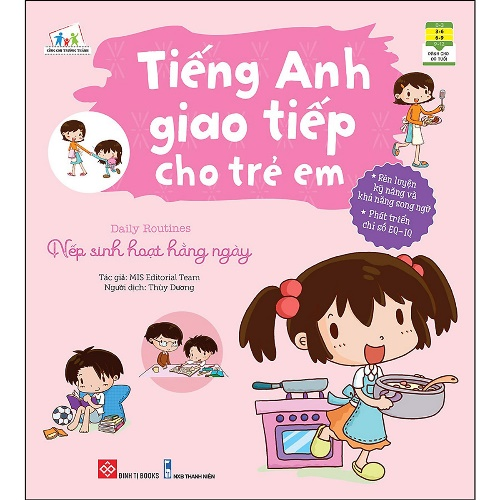 CÙNG CON TRƯỞNG THÀNH
0-3
3-6
6-9
9-12
DÀNH CHO
ĐỘ TUỔI
Tiếng Anh
giao tiếp
cho trẻ em
★ Rèn luyện
kỹ năng và
khả năng song ngữ
★ Phát triển
chỉ số EQ-IQ
Daily Routines
Nếp sinh hoạt hằng ngày
Tác giả: MIS Editorial Team
Người dịch: Thùy Dương
ĐINH TỊ BOOKS
NXB THANH NIÊN